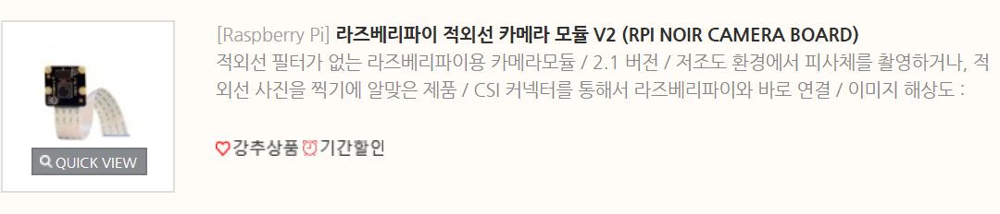 [Raspberry Pi] 라즈베리파이 적외선 카메라 모듈 V2 (RPI NOIR CAMERA BOARD)
적외선 필터가 없는 라즈베리파이용 카메라모듈 / 2.1 버전 / 저조도 환경에서 피사체를 촬영하거나, 적
외선 사진을 찍기에 알맞은 제품 / CSI 커넥터를 통해서 라즈베리파이와 바로 연결 / 이미지 해상도 :
강추상품 기간할인
QUICK VIEW